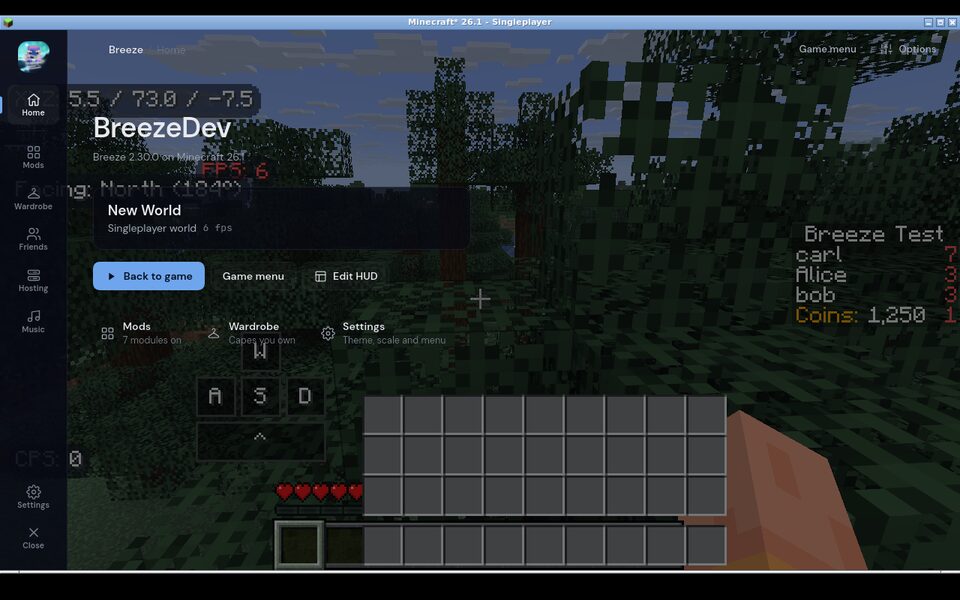 Minecraft* 26.1 - Singleplayer
Breeze Home
Game menu Options
5.5 / 73.0 / -7.5
Home
BreezeDev
Breeze 2.30.0 on Minecraft 26.1
Mods
FPS: 6
Facing: North (184°)
Wardrobe
New World
Singleplayer world 6 fps
Friends
Breeze Test
carl 7
Alice 3
bob 3
Coins: 1,250 1
Hosting
Back to game Game menu Edit HUD
Music
Mods Wardrobe Settings
7 modules on Capes you own Theme, scale and menu
W
A S D
^
CPS: 0
Settings
Close